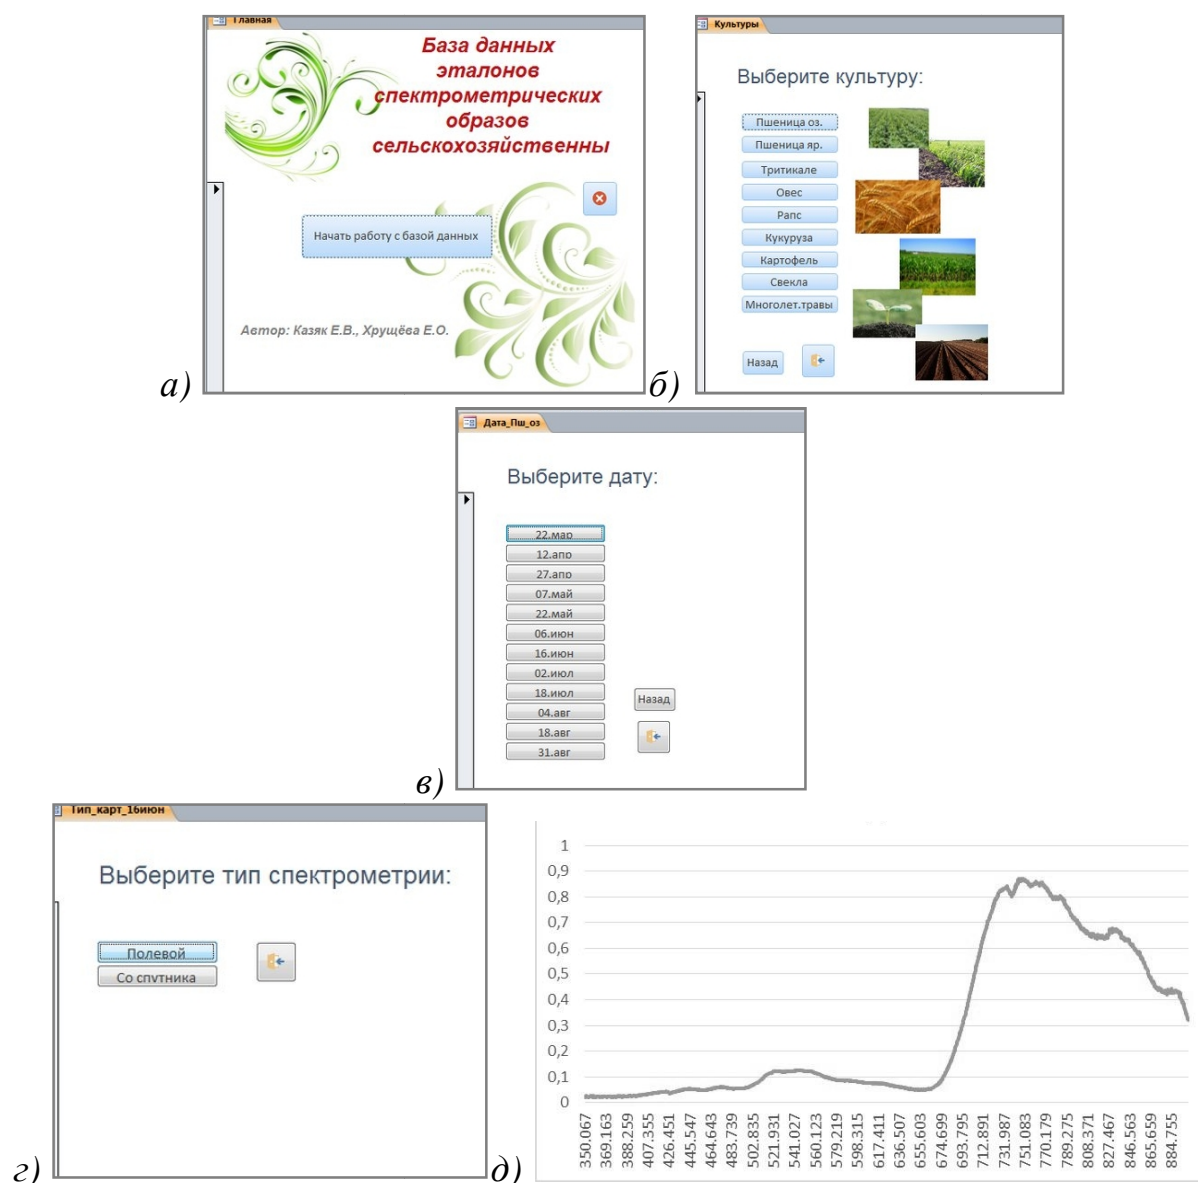 Главная
База данных
эталонов
спектрометрических
образов
сельскохозяйственны
Начать работу с базой данных
Автор: Казяк Е.В., Хрущёва Е.О.
а)
Культуры
Выберите культуру:
Пшеница оз.
Пшеница яр.
Тритикале
Овес
Рапс
Кукуруза
Картофель
Свекла
Многолет.травы
Назад
б)
Дата_Пш_оз
Выберите дату:
22.мар
12.апр
27.апр
07.май
22.май
06.июн
16.июн
02.июл
18.июл
04.авг
18.авг
31.авг
Назад
в)
Тип_карт_16июн
Выберите тип спектрометрии:
Полевой
Со спутника
г)
1
0,9
0,8
0,7
0,6
0,5
0,4
0,3
0,2
0,1
0
350.067
369.163
388.259
407.355
426.451
445.547
464.643
483.739
502.835
521.931
541.027
560.123
579.219
598.315
617.411
636.507
655.603
674.699
693.795
712.891
731.987
751.083
770.179
789.275
808.371
827.467
846.563
865.659
884.755
д)